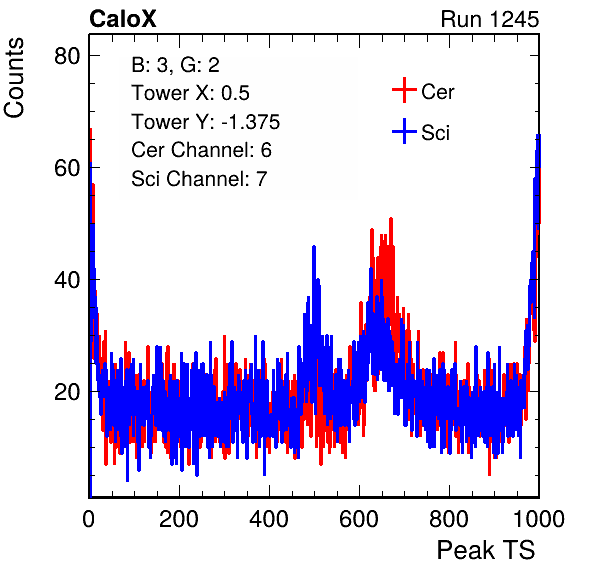 CaloX Run 1245
Counts
80
60
40
20
B: 3, G: 2
Tower X: 0.5
Tower Y: -1.375
Cer Channel: 6
Sci Channel: 7
Cer
Sci
0 200 400 600 800 1000
Peak TS